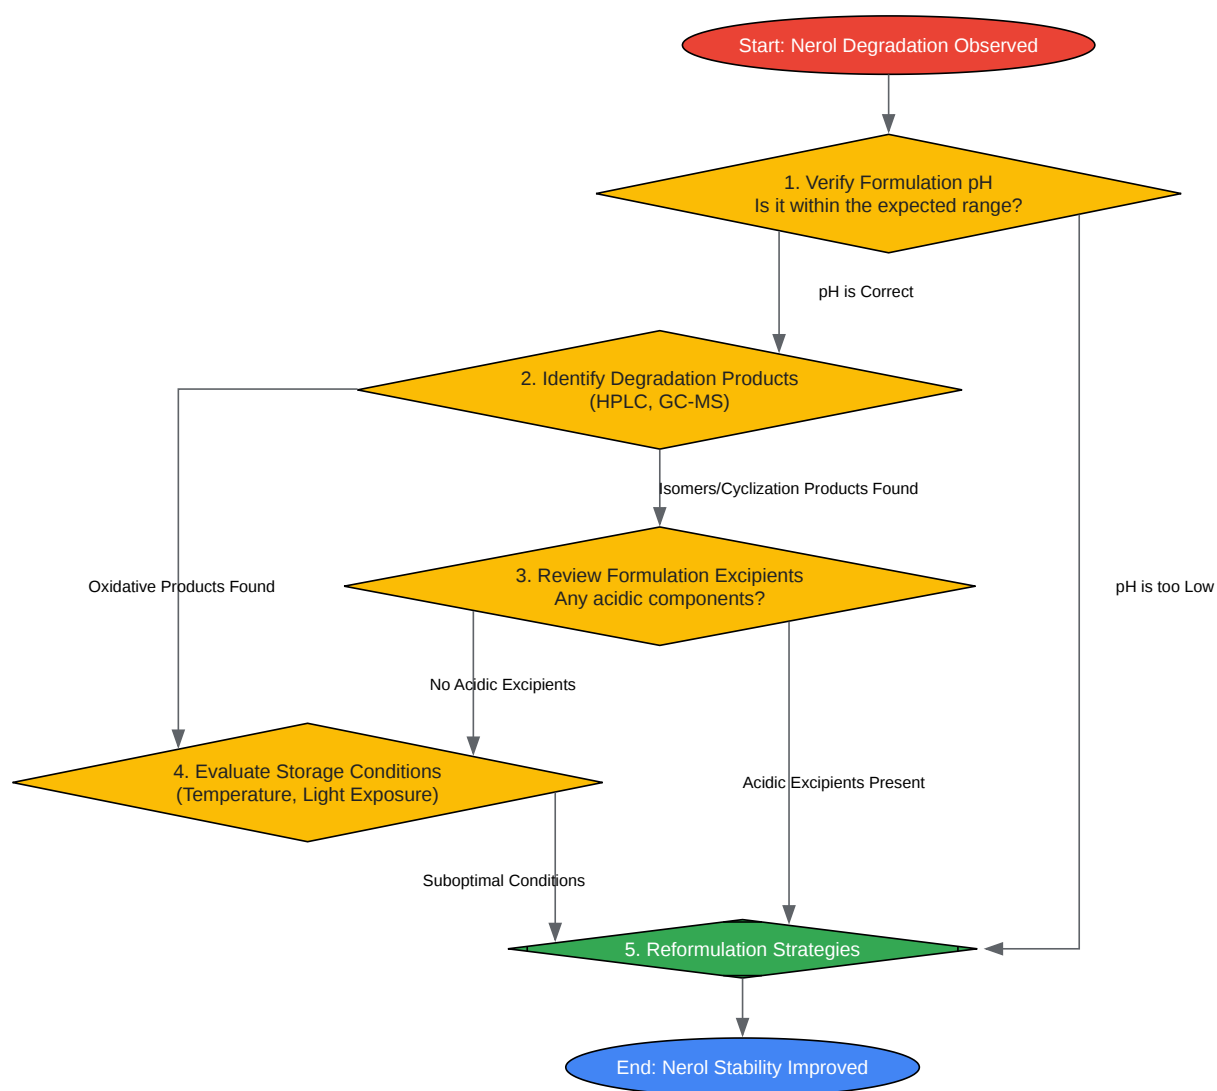 Start: Nerol Degradation Observed
1. Verify Formulation pH
Is it within the expected range?
pH is Correct
2. Identify Degradation Products
(HPLC, GC-MS)
Isomers/Cyclization Products Found
3. Review Formulation Excipients
Any acidic components?
Oxidative Products Found
pH is too Low
No Acidic Excipients
4. Evaluate Storage Conditions
(Temperature, Light Exposure)
Acidic Excipients Present
Suboptimal Conditions
5. Reformulation Strategies
End: Nerol Stability Improved